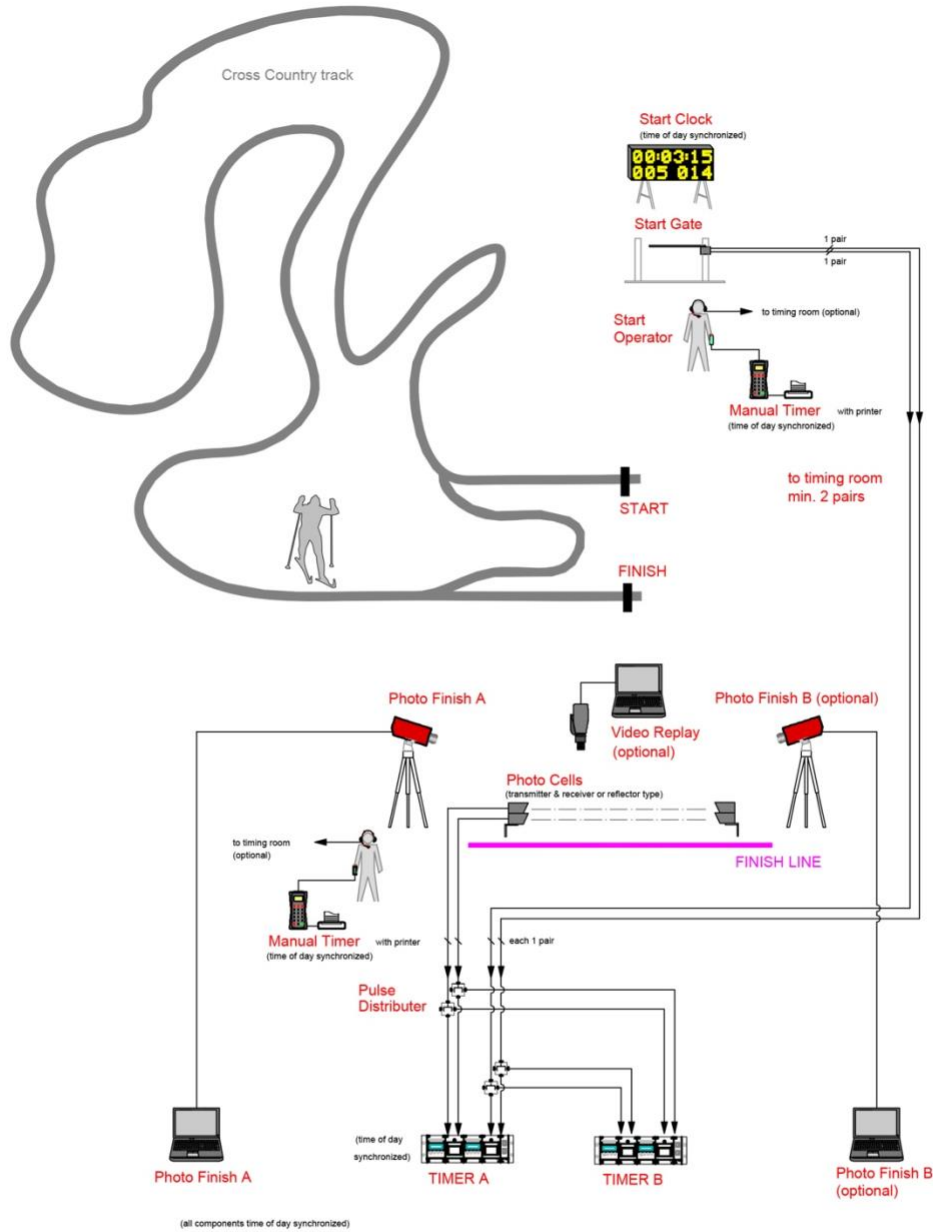 Cross Country track
Start Clock
(time of day synchronized)
00:03:15
005 014
Start Gate
1 pair
1 pair
Start
Operator
to timing room (optional)
Manual Timer with printer
(time of day synchronized)
to timing room
min. 2 pairs
START
FINISH
Photo Finish A
Photo Finish B (optional)
Video Replay
(optional)
Photo Cells
(transmitter & receiver or reflector type)
FINISH LINE
to timing room
(optional)
Manual Timer with printer
(time of day synchronized)
each 1 pair
Pulse
Distributer
(time of day
synchronized)
Photo Finish A
TIMER A
TIMER B
Photo Finish B
(optional)
(all components time of day synchronized)